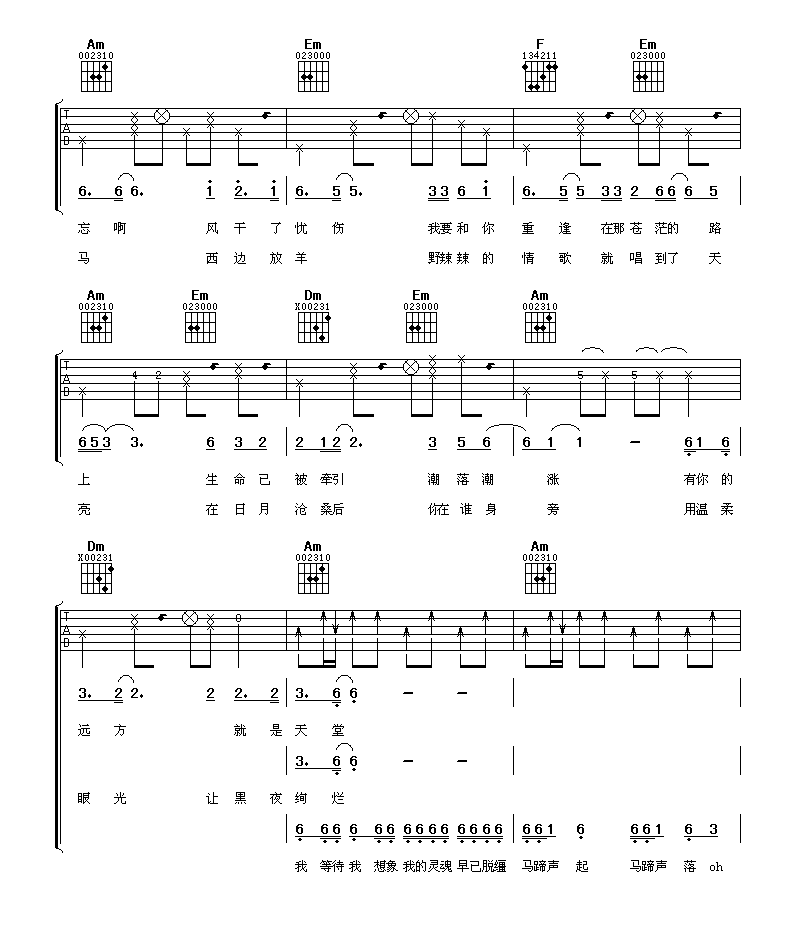 Am Em F Em
002310 023000 134211 023000
T A B
6. 6 6. 1 2. 1 6. 5 5. 3 3 6 1 6. 5 5 3 3 2 6 6 6 5
忘 啊 风 干 了 忧 伤 我要 和 你 重 逢 在那 苍 茫的 路
马 西 边 放 羊 野辣 辣 的 情 歌 就 唱 到了 天
Am Em Dm Em Am
002310 023000 X00231 023000 002310
T A B 4 2 5 5
6 5 3 3. 6 3 2 2 1 2 2. 3 5 6 6 1 1 – 6 1 6
上 生 命 已 被 牵引 潮 落 潮 涨 有你 的
亮 在 日 月 沧 桑后 你在 谁 身 旁 用温 柔
Dm Am Am
X00231 002310 002310
T A B 0
3. 2 2. 2 2. 2 3. 6 6 – –
远 方 就 是 天 堂
3. 6 6 – –
眼 光 让 黑 夜 绚 烂
6 6 6 6 6 6 6 6 6 6 6 6 6 6 6 6 1 6 6 6 1 6 3
我 等待 我 想象 我的灵魂 早已脱缰 马蹄声 起 马蹄声 落 oh